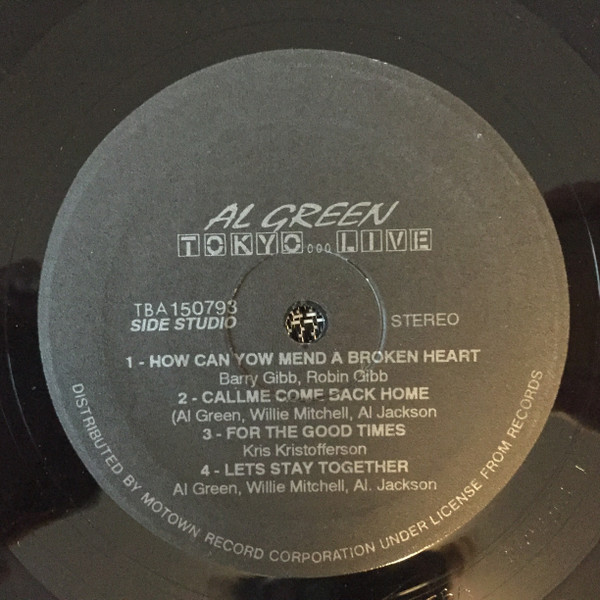 AL GREEN
TOKYO...LIVE
TBA150793
SIDE STUDIO
STEREO
1 - HOW CAN YOW MEND A BROKEN HEART
Barry Gibb, Robin Gibb
2 - CALLME COME BACK HOME
(Al Green, Willie Mitchell, Al Jackson
3 - FOR THE GOOD TIMES
Kris Kristofferson
4 - LETS STAY TOGETHER
Al Green, Willie Mitchell, Al. Jackson
DISTRIBUTED BY MOTOWN RECORD CORPORATION UNDER LICENSE FROM RECORDS